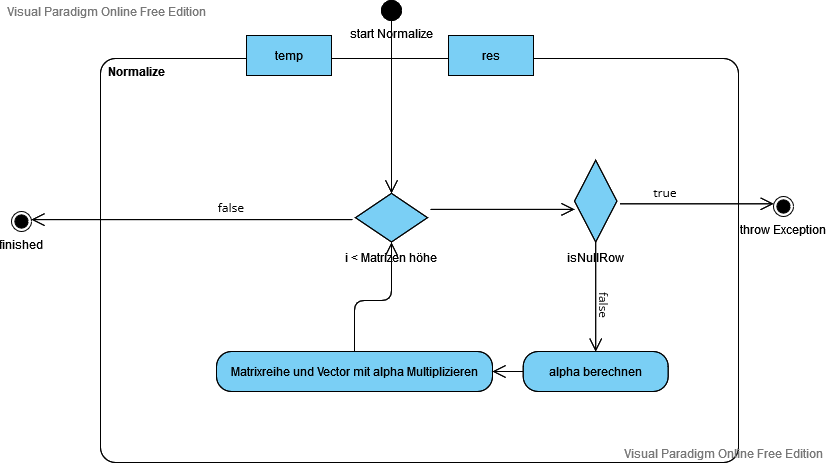 Visual Paradigm Online Free Edition
start Normalize
temp
res
Normalize
false
true
finished
throw Exception
i < Matrizen höhe
isNullRow
false
Matrixreihe und Vector mit alpha Multiplizieren
alpha berechnen
Visual Paradigm Online Free Edition